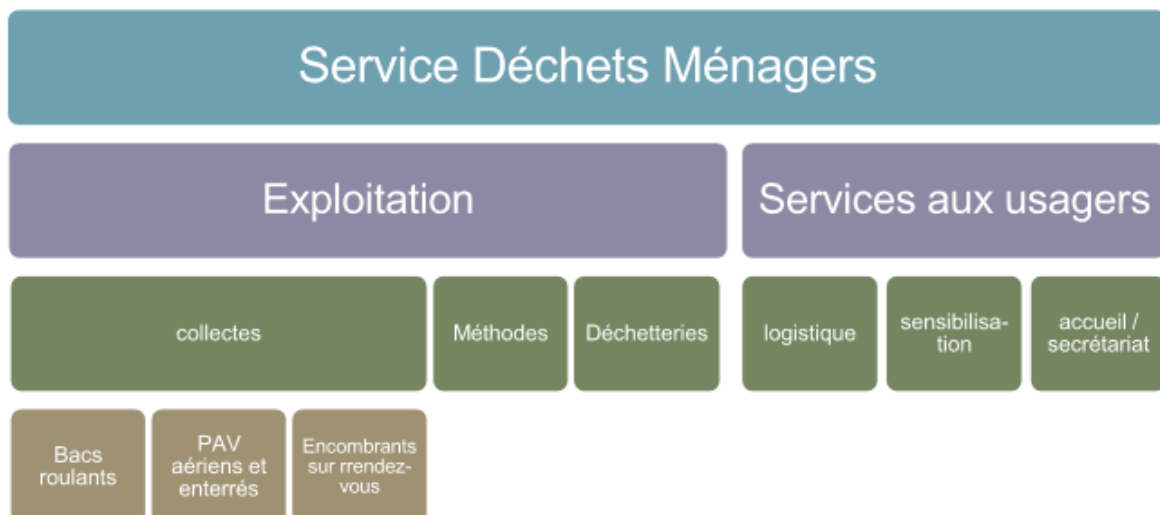 Service Déchets Ménagers
Exploitation
Services aux usagers
collectes
Méthodes
Déchetteries
logistique
sensibilisa-
tion
accueil /
secrétariat
Bacs
roulants
PAV
aériens et
enterrés
Encombrants
sur rrendez-
vous